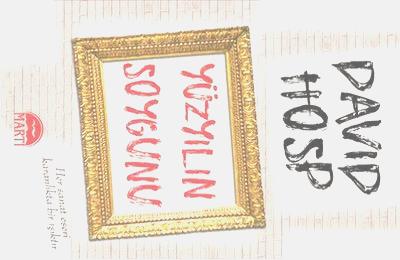 DAVID
HOSP
YÜZYILIN
SOYGUNU
Her sanat eseri
karanlıkta bir ışıktır
MARTI